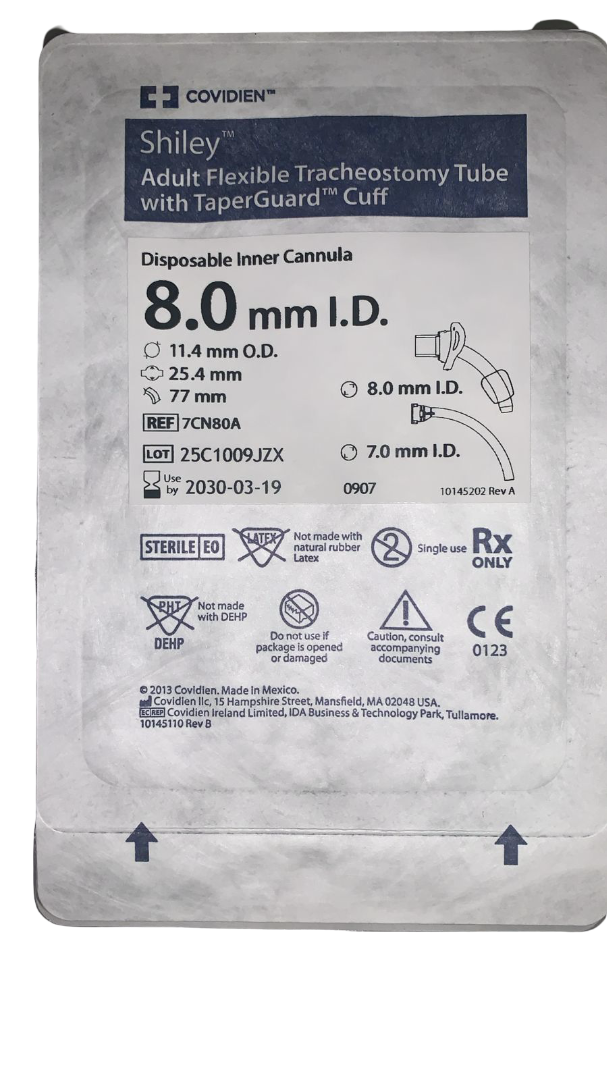 COVIDIEN™
Shiley™
Adult Flexible Tracheostomy Tube
with TaperGuard™ Cuff
Disposable Inner Cannula
8.0 mm I.D.
11.4 mm O.D.
25.4 mm
77 mm
8.0 mm I.D.
REF 7CN80A
LOT 25C1009JZX
7.0 mm I.D.
Use by 2030-03-19
0907
10145202 Rev A
STERILE EO
LATEX
Not made with
natural rubber
Latex
2
Single use
Rx
ONLY
PHT
DEHP
Not made
with DEHP
Do not use if
package is opened
or damaged
Caution, consult
accompanying
documents
CE
0123
© 2013 Covidien. Made in Mexico.
Covidien llc, 15 Hampshire Street, Mansfield, MA 02048 USA.
EC REP Covidien Ireland Limited, IDA Business & Technology Park, Tullamore.
10145110 Rev B